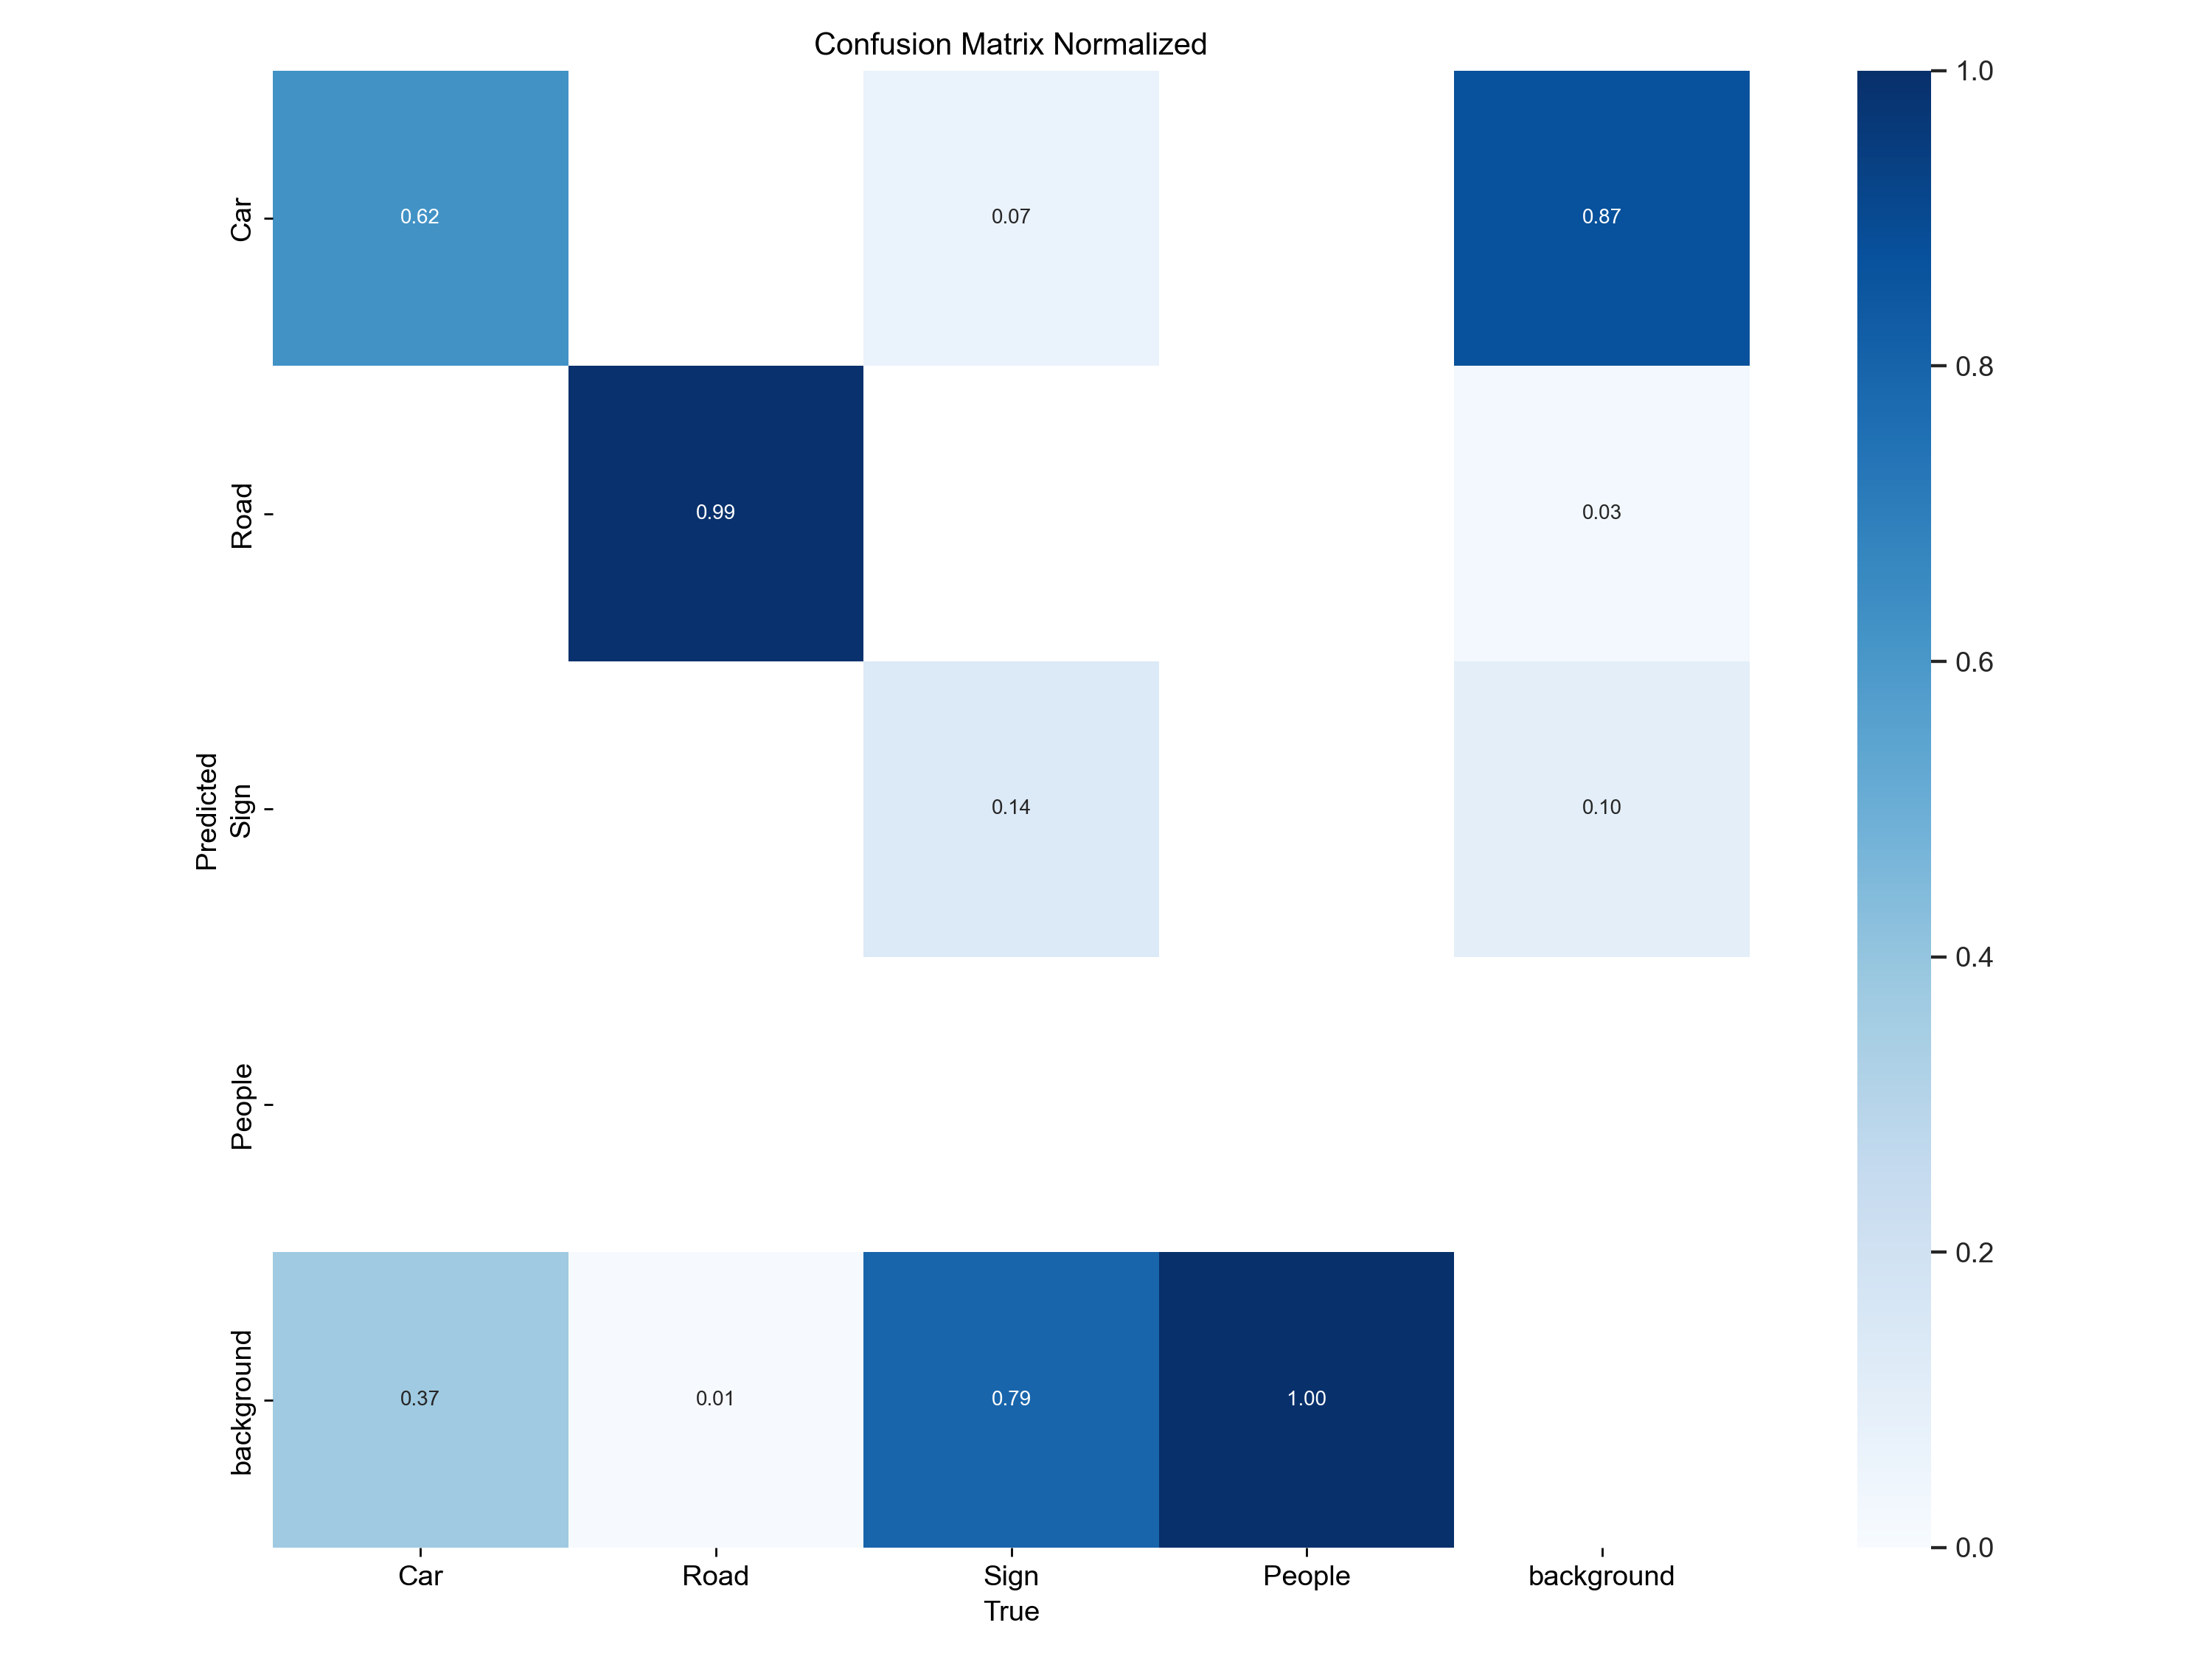 Confusion Matrix Normalized
Car
0.62
0.07
0.87
Road
0.99
0.03
Predicted
Sign
0.14
0.10
People
background
0.37
0.01
0.79
1.00
Car
Road
Sign
People
background
True
1.0
0.8
0.6
0.4
0.2
0.0